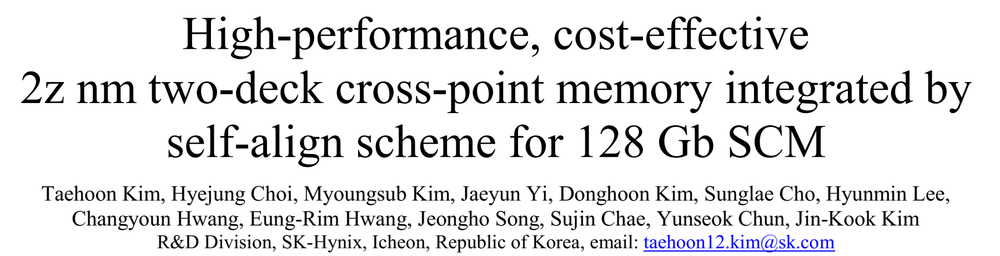 High-performance, cost-effective
2z nm two-deck cross-point memory integrated by
self-align scheme for 128 Gb SCM
Taehoon Kim, Hyejung Choi, Myoungsub Kim, Jaeyun Yi, Donghoon Kim, Sunglae Cho, Hyunmin Lee,
Changyoun Hwang, Eung-Rim Hwang, Jeongho Song, Sujin Chae, Yunseok Chun, Jin-Kook Kim
R&D Division, SK-Hynix, Icheon, Republic of Korea, email: taehoon12.kim@sk.com